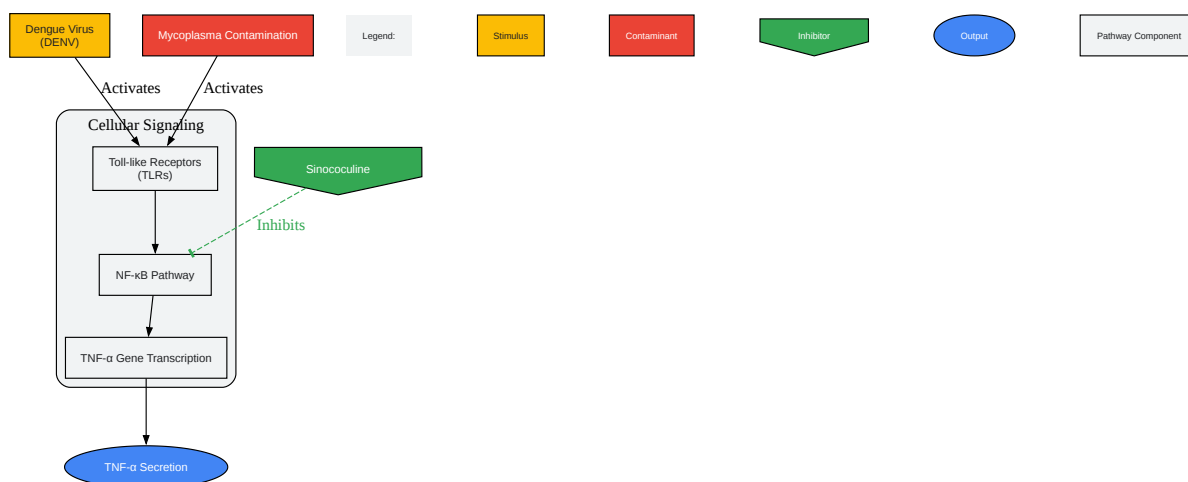 Dengue Virus
(DENV)
Mycoplasma Contamination
Legend:
Stimulus
Contaminant
Inhibitor
Output
Pathway Component
Activates
Activates
Cellular Signaling
Toll-like Receptors
(TLRs)
Sinococuline
Inhibits
NF-κB Pathway
TNF-α Gene Transcription
TNF-α Secretion